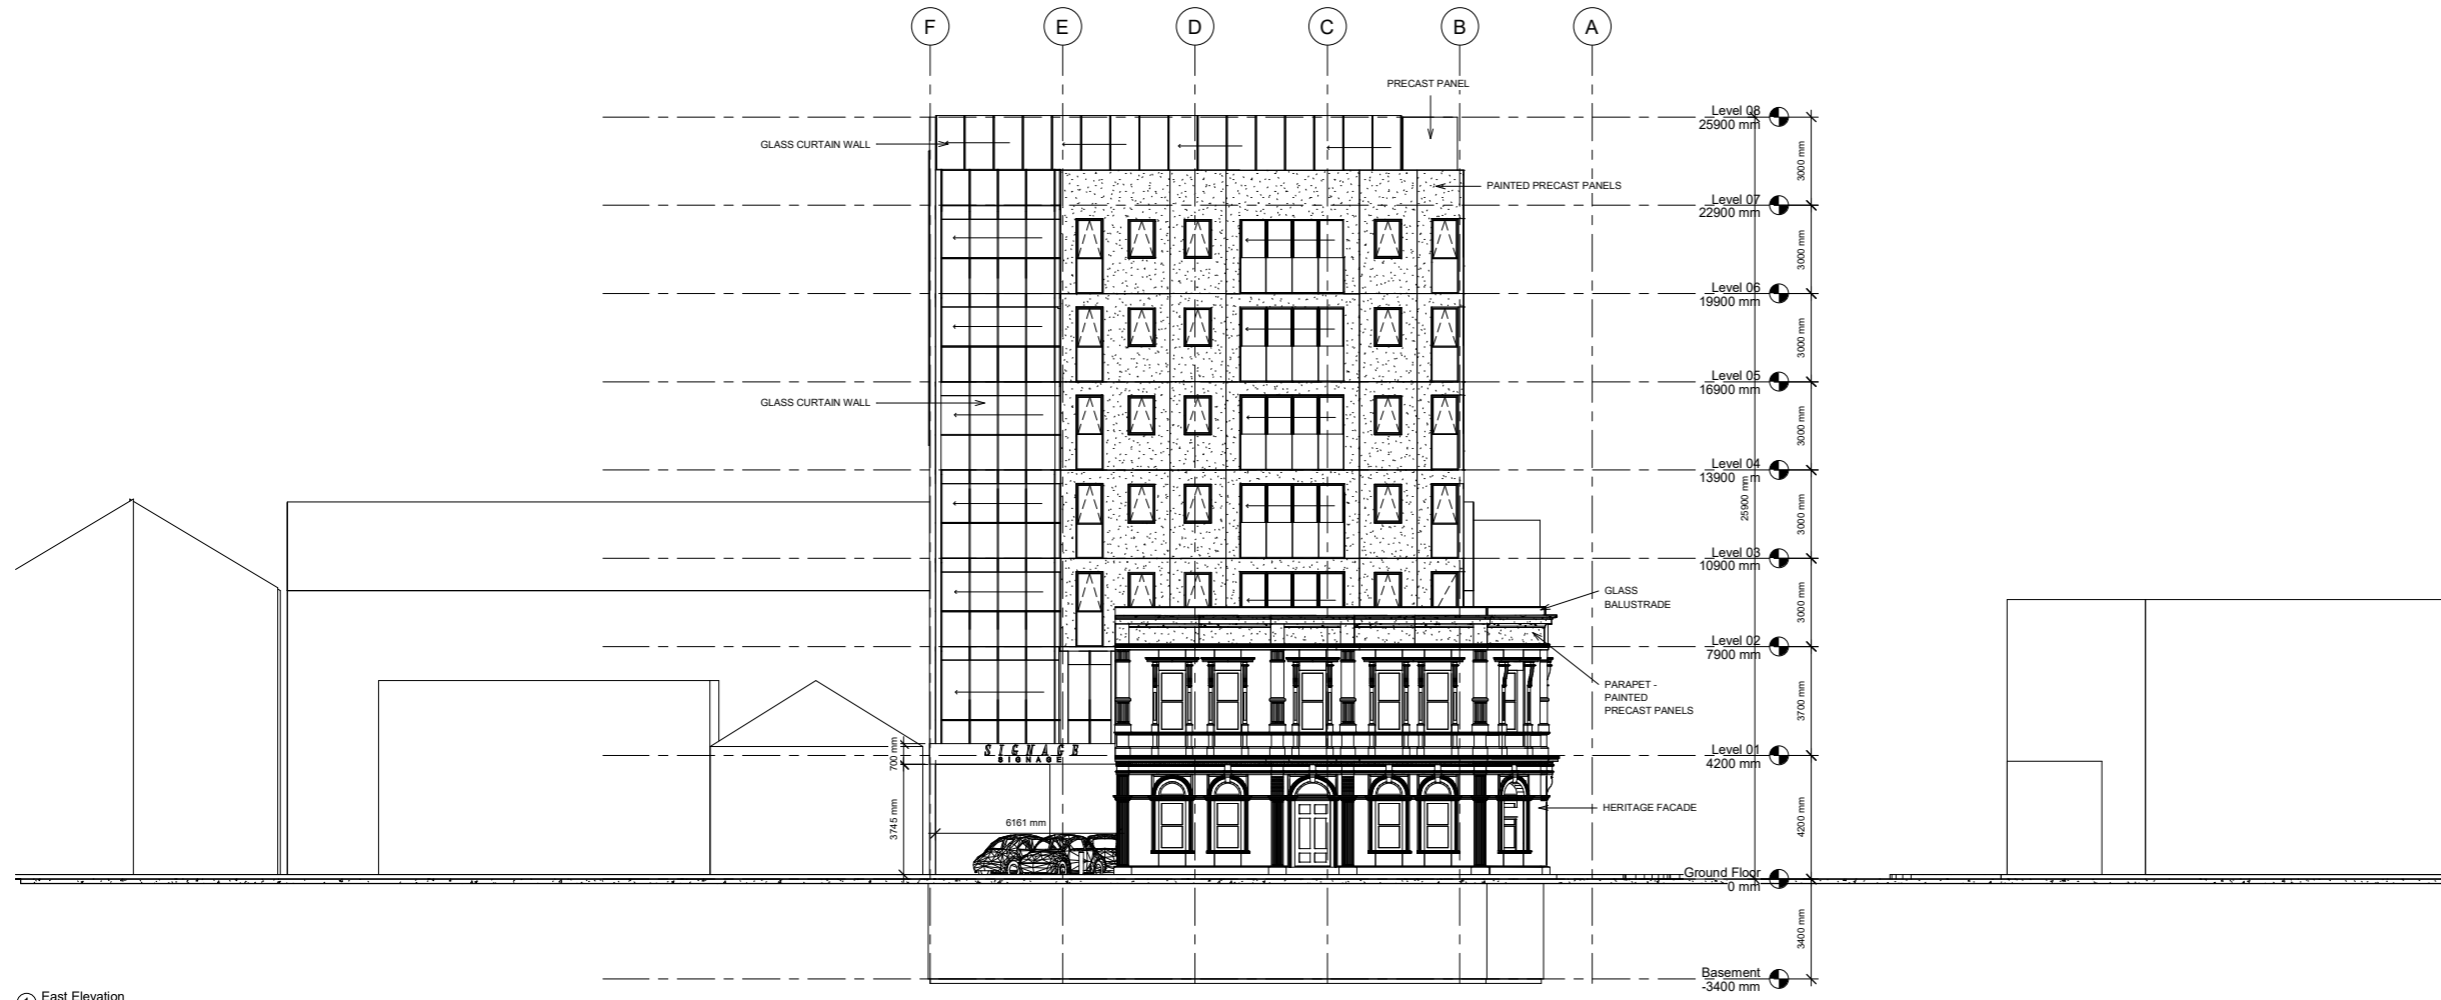 F
E
D
C
B
A
PRECAST PANEL
Level 08
25900 mm
GLASS CURTAIN WALL
3000 mm
PAINTED PRECAST PANELS
Level 07
22900 mm
3000 mm
Level 06
19900 mm
3000 mm
Level 05
16900 mm
GLASS CURTAIN WALL
3000 mm
Level 04
13900 m
25900 mm
3000 mm
Level 03
10900 mm
GLASS
BALUSTRADE
3000 mm
Level 02
7900 mm
PARAPET -
PAINTED
PRECAST PANELS
3700 mm
SIGNAGE
SIGNAGE
700 mm
Level 01
4200 mm
HERITAGE FACADE
6161 mm
3745 mm
4200 mm
Ground Floor
0 mm
3400 mm
Basement
-3400 mm
1
East Elevation